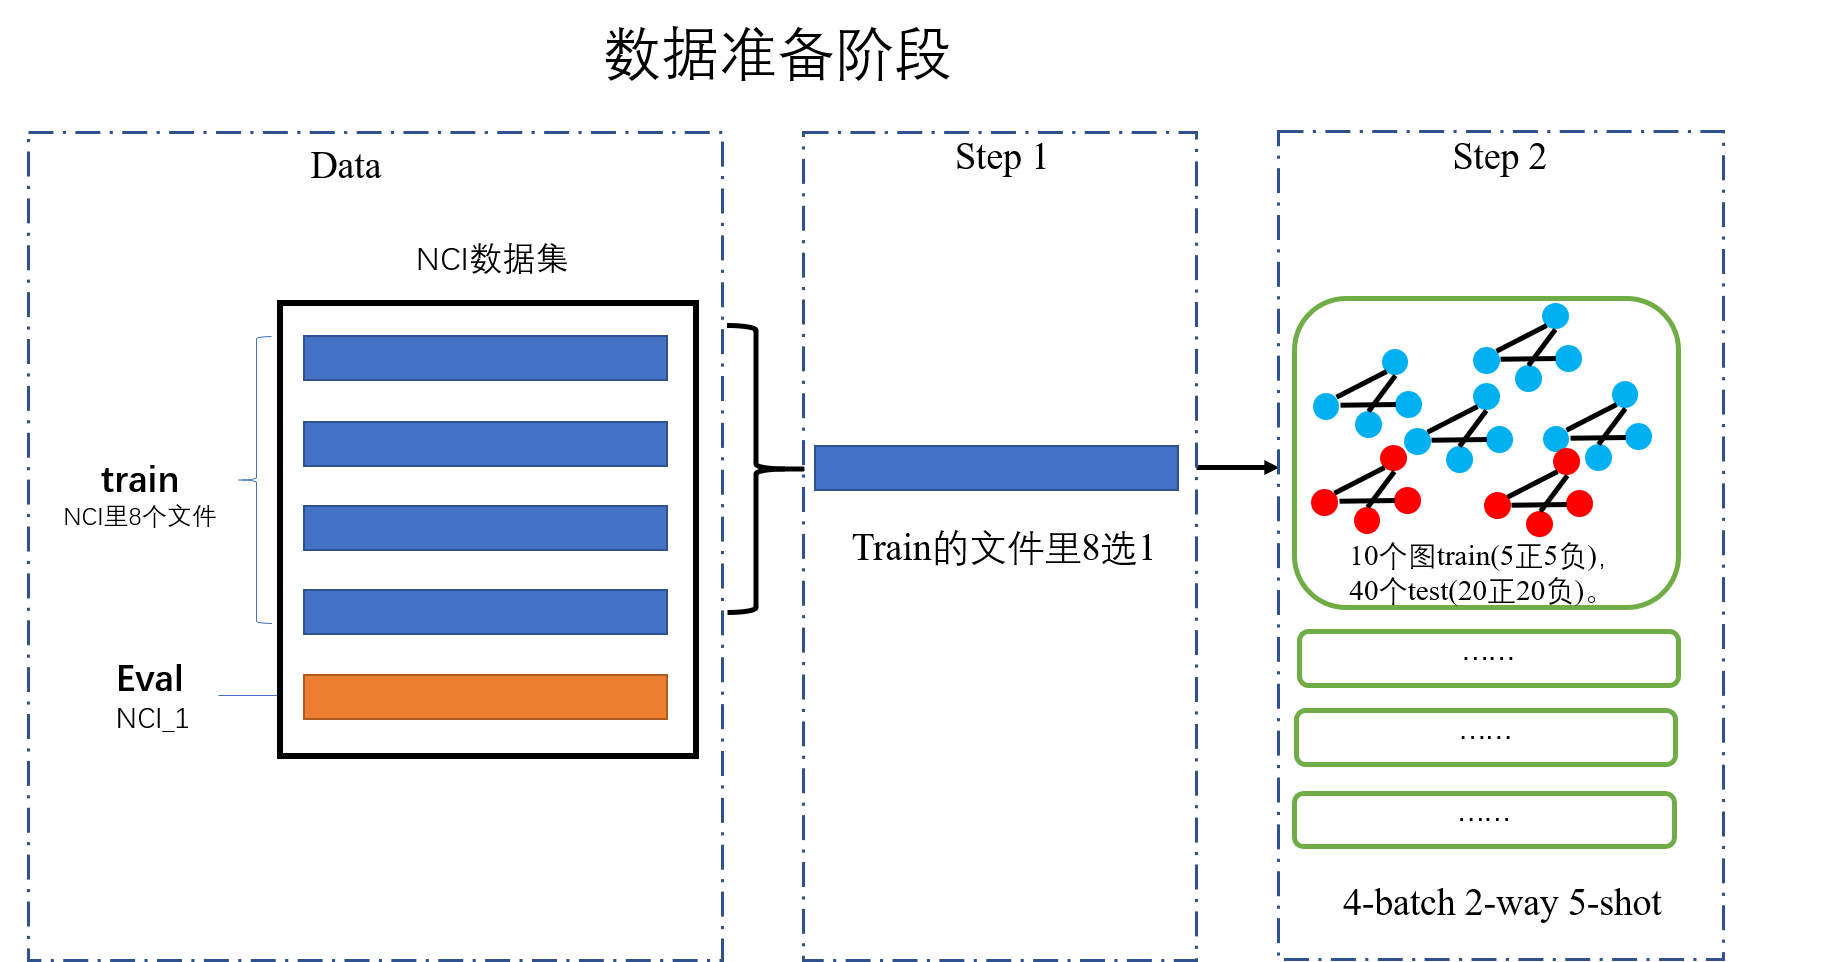 数据准备阶段
Data
NCI数据集
train
NCI里8个文件
Eval
NCI_1
Step 1
Train的文件里8选1
Step 2
10个图train(5正5负),
40个test(20正20负)。
……
……
……
4-batch 2-way 5-shot